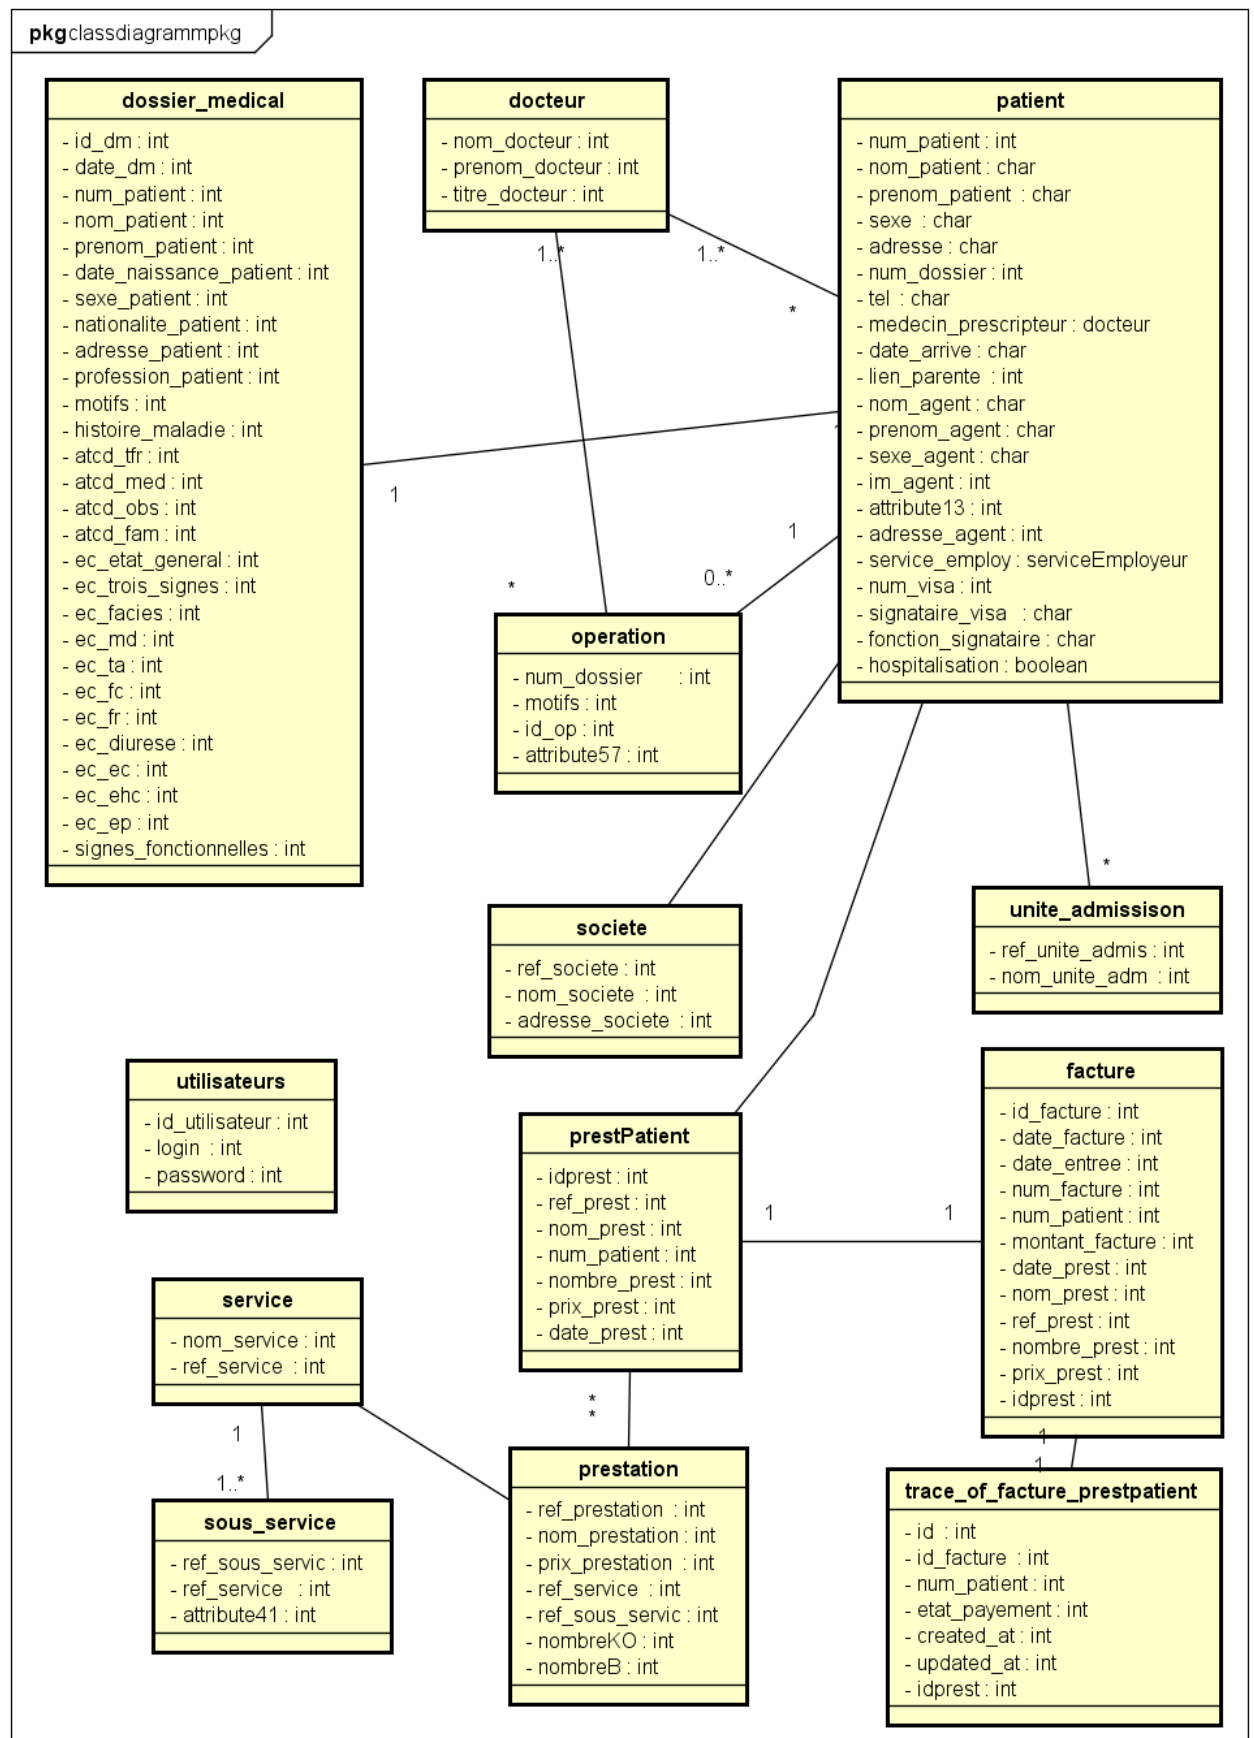 pkg classdiagrammpkg
dossier_medical
- id_dm : int
- date_dm : int
- num_patient : int
- nom_patient : int
- prenom_patient : int
- date_naissance_patient : int
- sexe_patient : int
- nationalite_patient : int
- adresse_patient : int
- profession_patient : int
- motifs : int
- histoire_maladie : int
- atcd_tfr : int
- atcd_med : int
- atcd_obs : int
- atcd_fam : int
- ec_etat_general : int
- ec_trois_signes : int
- ec_facies : int
- ec_md : int
- ec_ta : int
- ec_fc : int
- ec_fr : int
- ec_diurese : int
- ec_ec : int
- ec_ehc : int
- ec_ep : int
- signes_fonctionnelles : int
docteur
- nom_docteur : int
- prenom_docteur : int
- titre_docteur : int
1..*
1..*
*
patient
- num_patient : int
- nom_patient : char
- prenom_patient : char
- sexe : char
- adresse : char
- num_dossier : int
- tel : char
- medecin_prescripteur : docteur
- date_arrive : char
- lien_parente : int
- nom_agent : char
- prenom_agent : char
- sexe_agent : char
- im_agent : int
- attribute13 : int
- adresse_agent : int
- service_employ : serviceEmployeur
- num_visa : int
- signataire_visa : char
- fonction_signataire : char
- hospitalisation : boolean
1
1
0..*
*
operation
- num_dossier : int
- motifs : int
- id_op : int
- attribute57 : int
*
societe
- ref_societe : int
- nom_societe : int
- adresse_societe : int
unite_admissison
- ref_unite_admis : int
- nom_unite_adm : int
utilisateurs
- id_utilisateur : int
- login : int
- password : int
prestPatient
- idprest : int
- ref_prest : int
- nom_prest : int
- num_patient : int
- nombre_prest : int
- prix_prest : int
- date_prest : int
1
1
facture
- id_facture : int
- date_facture : int
- date_entree : int
- num_facture : int
- num_patient : int
- montant_facture : int
- date_prest : int
- nom_prest : int
- ref_prest : int
- nombre_prest : int
- prix_prest : int
- idprest : int
service
- nom_service : int
- ref_service : int
1
1..*
*
*
1
1
sous_service
- ref_sous_servic : int
- ref_service : int
- attribute41 : int
prestation
- ref_prestation : int
- nom_prestation : int
- prix_prestation : int
- ref_service : int
- ref_sous_servic : int
- nombreKO : int
- nombreB : int
trace_of_facture_prestpatient
- id : int
- id_facture : int
- num_patient : int
- etat_payement : int
- created_at : int
- updated_at : int
- idprest : int